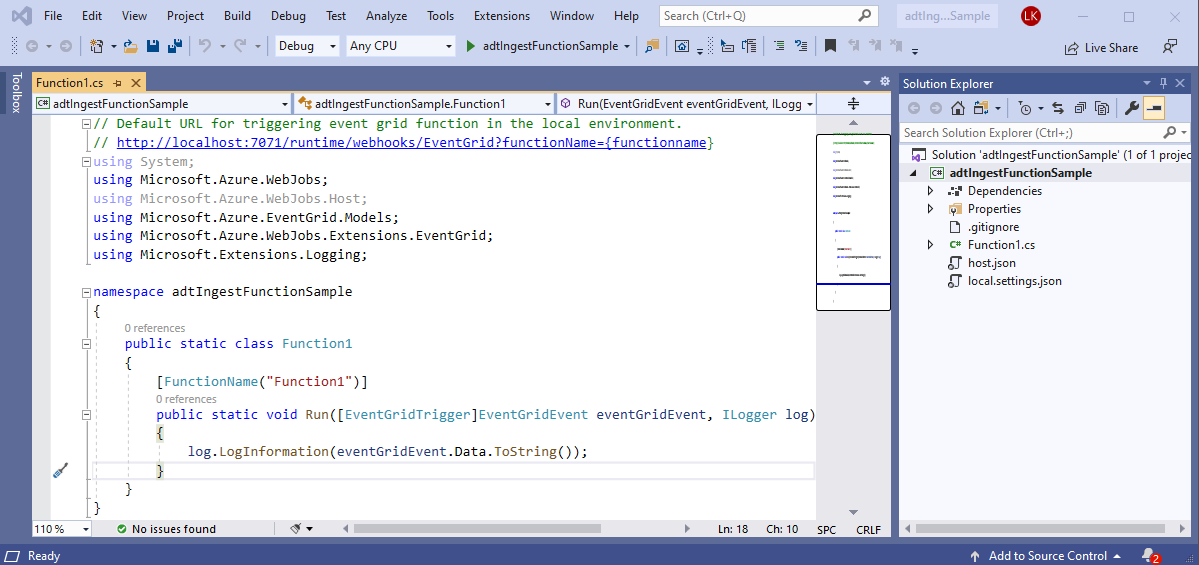 File Edit View Project Build Debug Test Analyze Tools Extensions Window Help Search (Ctrl+Q) adtIng...Sample LK
Debug Any CPU adtIngestFunctionSample Live Share
Toolbox
Function1.cs
adtIngestFunctionSample adtIngestFunctionSample.Function1 Run(EventGridEvent eventGridEvent, ILogg
// Default URL for triggering event grid function in the local environment.
// http://localhost:7071/runtime/webhooks/EventGrid?functionName={functionname}
using System;
using Microsoft.Azure.WebJobs;
using Microsoft.Azure.WebJobs.Host;
using Microsoft.Azure.EventGrid.Models;
using Microsoft.Azure.WebJobs.Extensions.EventGrid;
using Microsoft.Extensions.Logging;
namespace adtIngestFunctionSample
{
0 references
public static class Function1
{
[FunctionName("Function1")]
0 references
public static void Run([EventGridTrigger]EventGridEvent eventGridEvent, ILogger log)
{
log.LogInformation(eventGridEvent.Data.ToString());
}
}
}
110 % No issues found Ln: 18 Ch: 10 SPC CRLF
Solution Explorer
Search Solution Explorer (Ctrl+;)
Solution 'adtIngestFunctionSample' (1 of 1 projec
C# adtIngestFunctionSample
Dependencies
Properties
.gitignore
C# Function1.cs
host.json
local.settings.json
Ready Add to Source Control 2